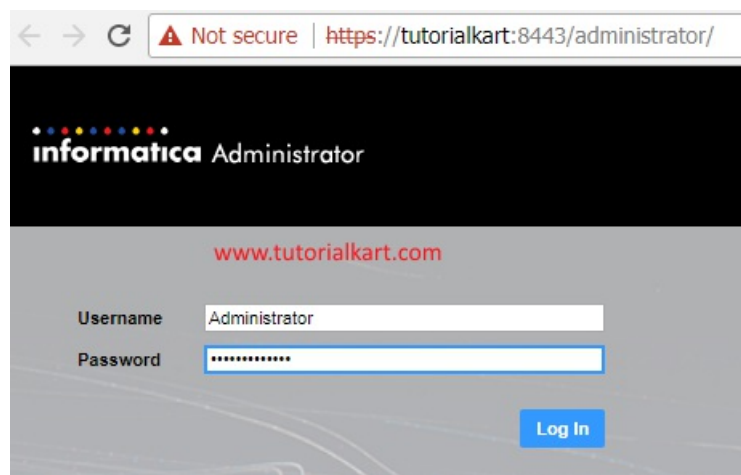 Not secure | https://tutorialkart:8443/administrator/
informatica Administrator
www.tutorialkart.com
Username Administrator
Password •••••••••••••
Log In